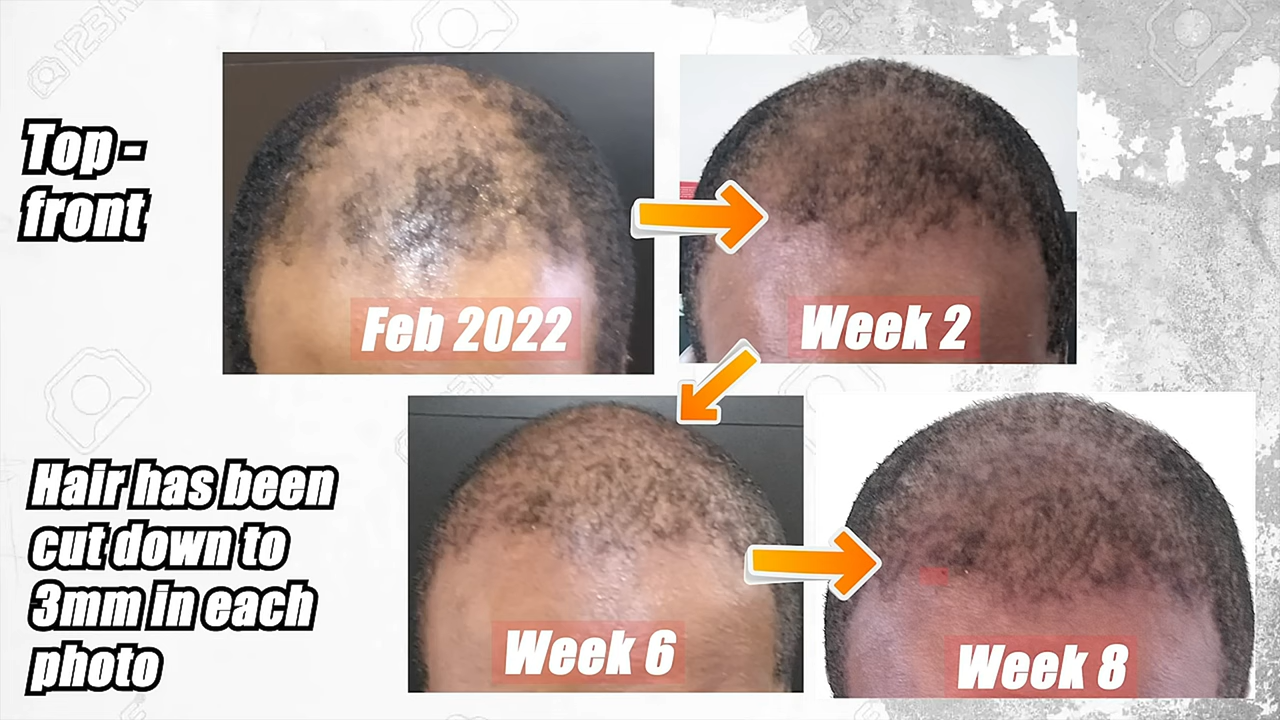 Top -
front
Feb 2022
Week 2
Hair has been
cut down to
3mm in each
photo
Week 6
Week 8